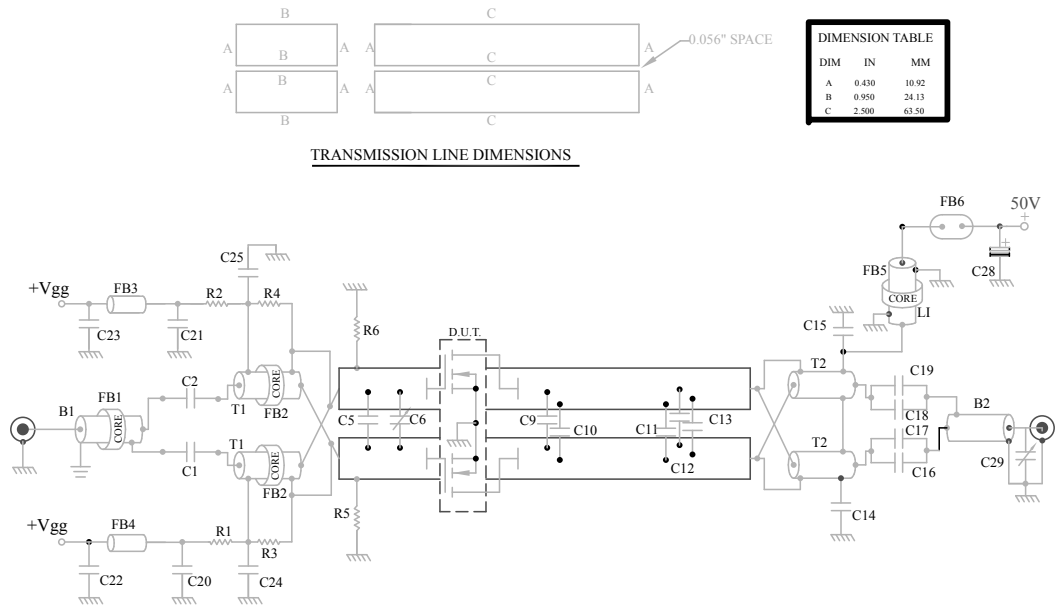 B
C
A
A A
A
B
C
0.056" SPACE
B
C
A
A A
A
B
C
DIMENSION TABLE
DIM IN MM
A 0.430 10.92
B 0.950 24.13
C 2.500 63.50
TRANSMISSION LINE DIMENSIONS
FB6
50V
+
+
C28
FB5
CORE
LI
C25
+Vgg
FB3
R2
R4
C23
C21
R6
D.U.T.
C15
T2
C19
C18
C2
CORE
T1
FB2
FB1
B1
CORE
C5
C6
C9
C10
C11
C13
C12
B2
C17
C16
C29
T1
C1
CORE
FB2
T2
+Vgg
FB4
R1
R3
R5
C14
C22
C20
C24